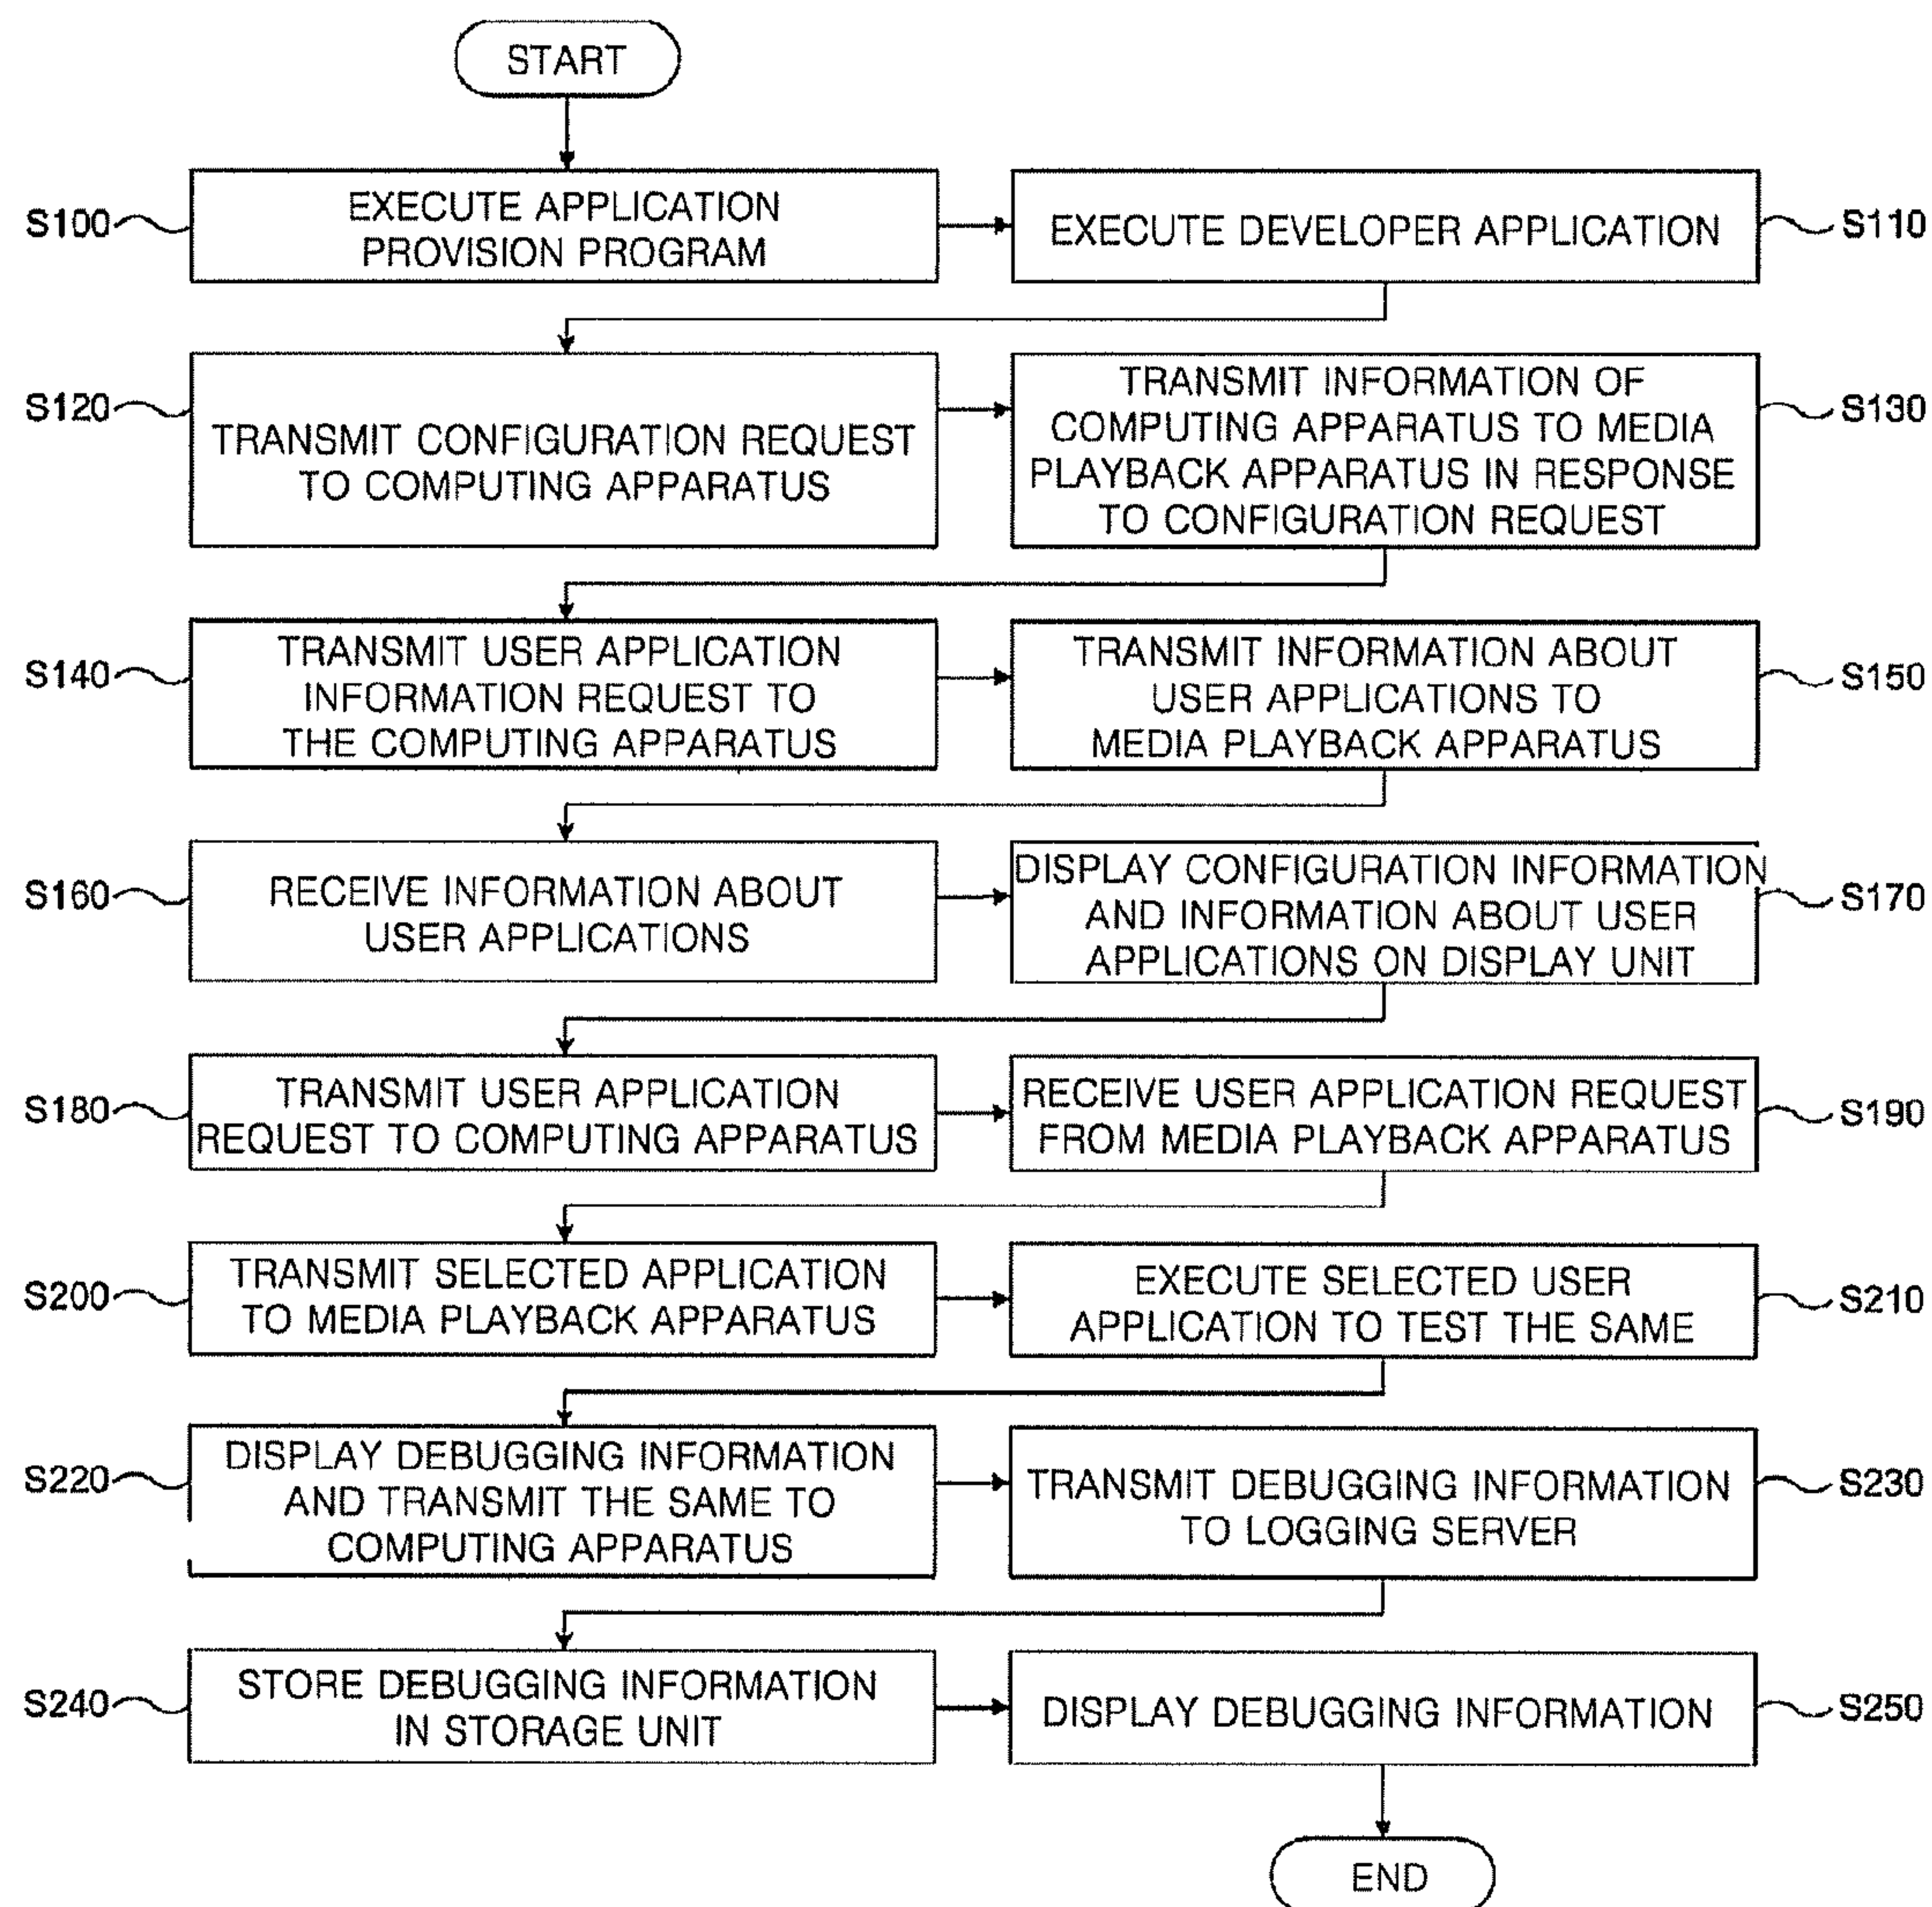 START
S100
EXECUTE APPLICATION
PROVISION PROGRAM
EXECUTE DEVELOPER APPLICATION
S110
S120
TRANSMIT CONFIGURATION REQUEST
TO COMPUTING APPARATUS
TRANSMIT INFORMATION OF
COMPUTING APPARATUS TO MEDIA
PLAYBACK APPARATUS IN RESPONSE
TO CONFIGURATION REQUEST
S130
S140
TRANSMIT USER APPLICATION
INFORMATION REQUEST TO
THE COMPUTING APPARATUS
TRANSMIT INFORMATION ABOUT
USER APPLICATIONS TO
MEDIA PLAYBACK APPARATUS
S150
S160
RECEIVE INFORMATION ABOUT
USER APPLICATIONS
DISPLAY CONFIGURATION INFORMATION
AND INFORMATION ABOUT USER
APPLICATIONS ON DISPLAY UNIT
S170
S180
TRANSMIT USER APPLICATION
REQUEST TO COMPUTING APPARATUS
RECEIVE USER APPLICATION REQUEST
FROM MEDIA PLAYBACK APPARATUS
S190
S200
TRANSMIT SELECTED APPLICATION
TO MEDIA PLAYBACK APPARATUS
EXECUTE SELECTED USER
APPLICATION TO TEST THE SAME
S210
S220
DISPLAY DEBUGGING INFORMATION
AND TRANSMIT THE SAME TO
COMPUTING APPARATUS
TRANSMIT DEBUGGING INFORMATION
TO LOGGING SERVER
S230
S240
STORE DEBUGGING INFORMATION
IN STORAGE UNIT
DISPLAY DEBUGGING INFORMATION
S250
END